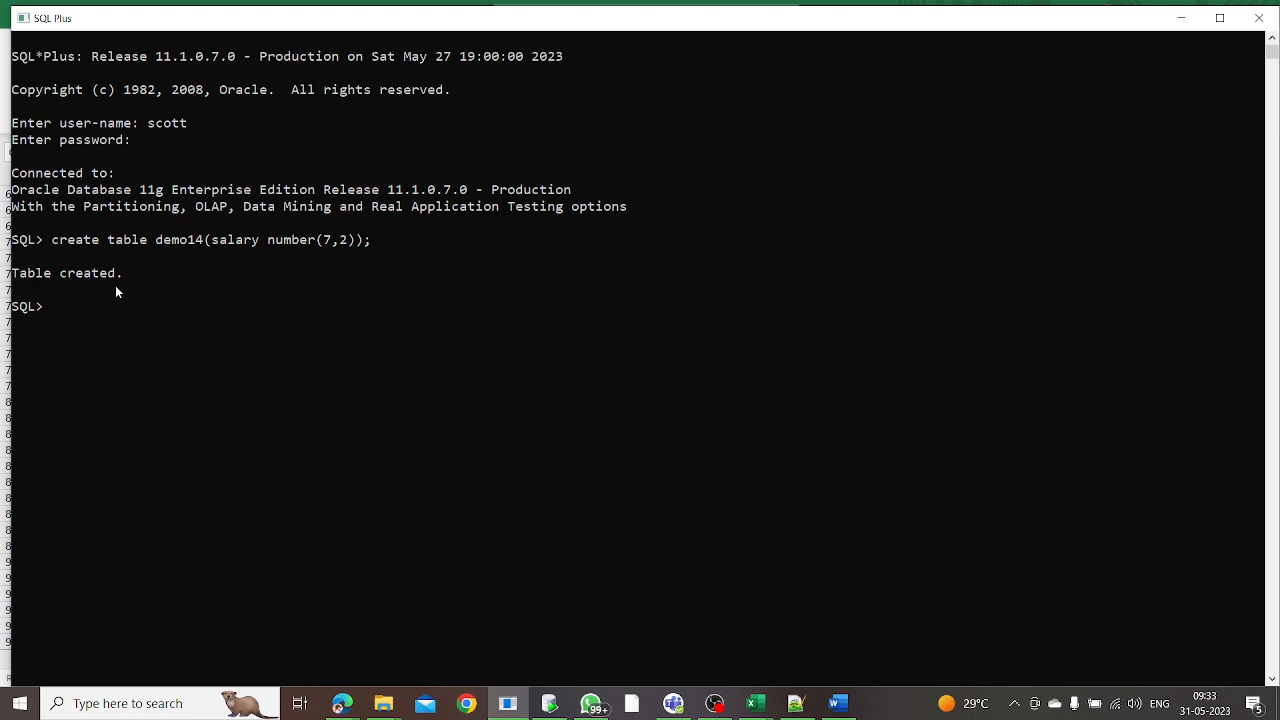 SQL Plus
SQL*Plus: Release 11.1.0.7.0 - Production on Sat May 27 19:00:00 2023
Copyright (c) 1982, 2008, Oracle.  All rights reserved.
Enter user-name: scott
Enter password:
Connected to:
Oracle Database 11g Enterprise Edition Release 11.1.0.7.0 - Production
With the Partitioning, OLAP, Data Mining and Real Application Testing options
SQL> create table demo14(salary number(7,2));
Table created.
SQL>
Type here to search
99+
29°C
ENG
09:33
31-05-2023
5